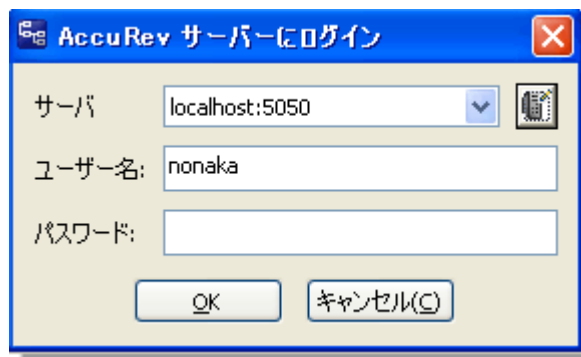 AccuRev サーバーにログイン
サーバ localhost:5050
ユーザー名: nonaka
パスワード:
OK キャンセル(C)